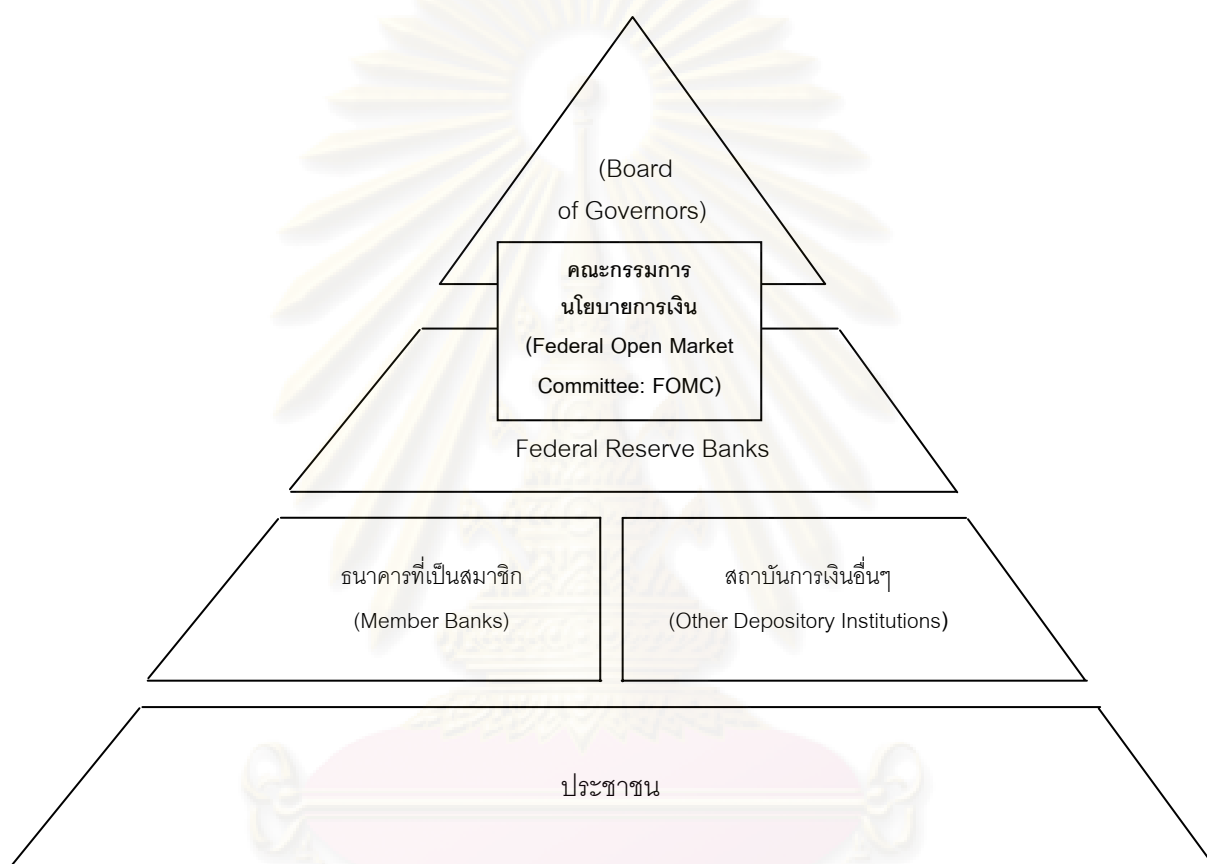 (Board
of Governors)
คณะกรรมการ
นโยบายการเงิน
(Federal Open Market
Committee: FOMC)
Federal Reserve Banks
ธนาคารที่เป็นสมาชิก
(Member Banks)
สถาบันการเงินอื่นๆ
(Other Depository Institutions)
ประชาชน